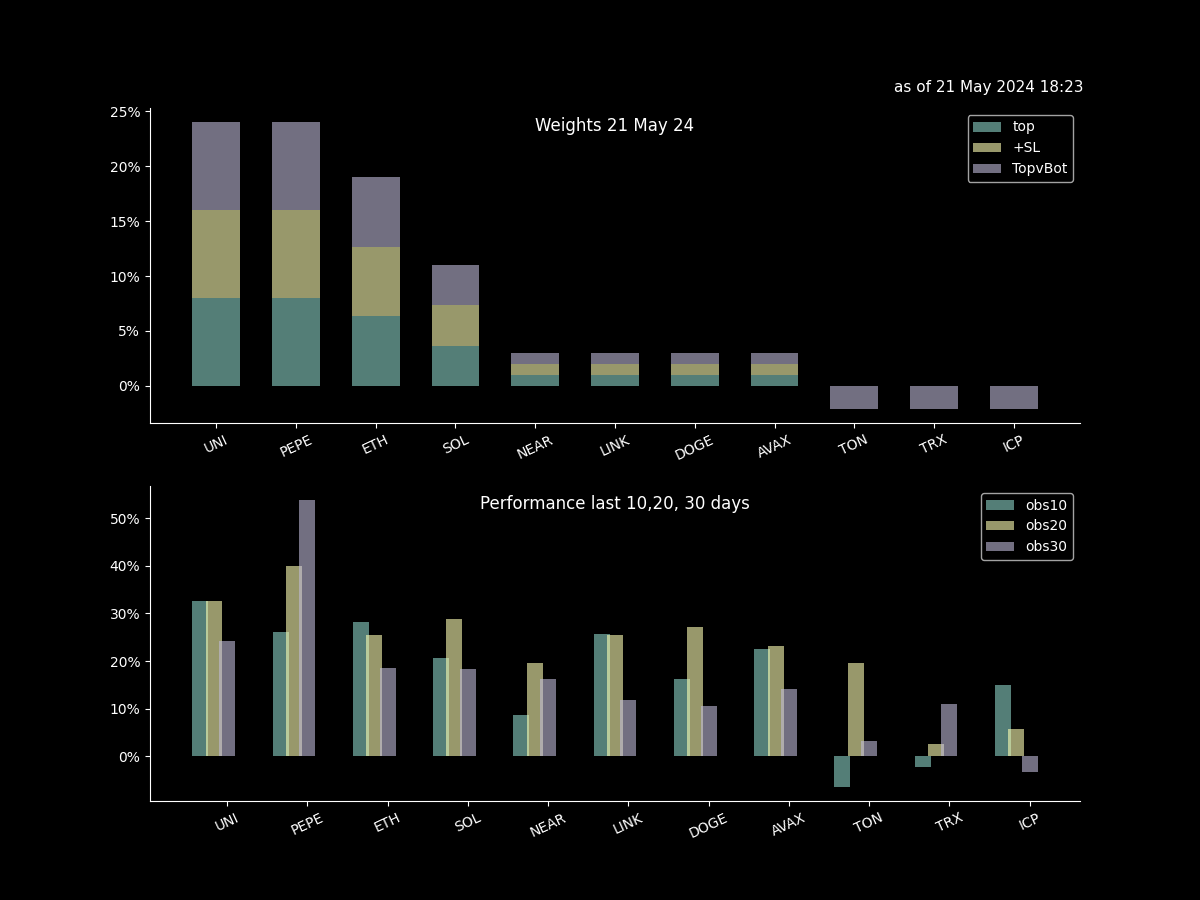 as of 21 May 2024 18:23
Weights 21 May 24
25%
20%
15%
10%
5%
0%
top
+SL
TopvBot
UNI PEPE ETH SOL NEAR LINK DOGE AVAX TON TRX ICP
Performance last 10,20, 30 days
50%
40%
30%
20%
10%
0%
obs10
obs20
obs30
UNI PEPE ETH SOL NEAR LINK DOGE AVAX TON TRX ICP